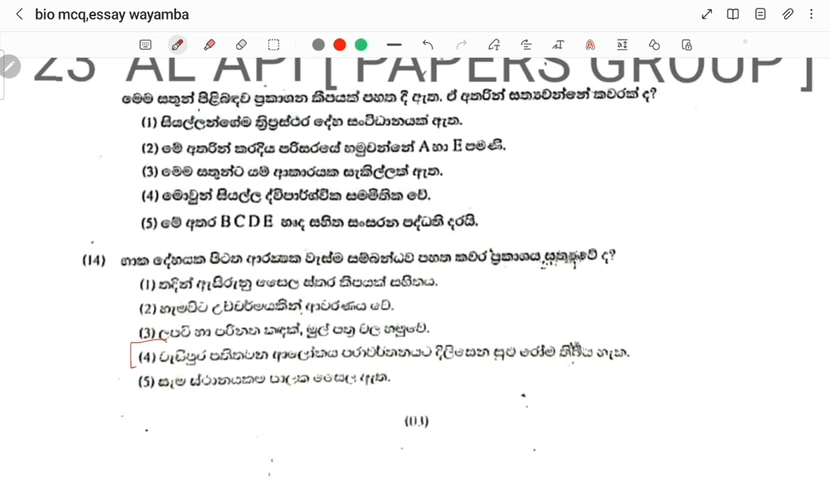 bio mcq,essay wayamba
23 AL API [ PAPERS GROUP ]
මෙම සතුන් පිළිබඳව ප්‍රකාශන කීපයක් පහත දී ඇත. ඒ අතරින් සත්‍යවන්නේ කවරක් ද?
(1) සියල්ලන්ගේම ත්‍රිප්‍රස්ථර දේහ සංවිධානයක් ඇත.
(2) මේ අතරින් කරදිය පරිසරයේ හමුවන්නේ A හා E පමණි.
(3) මෙම සතුන්ට යම් ආකාරයක සැකිල්ලක් ඇත.
(4) මොවුන් සියල්ල ද්විපාර්ශ්වික සමමිතික වේ.
(5) මේ අතර B C D E හෘද සහිත සංසරන පද්ධති දරයි.
(14) ශාක දේහයක පිටත ආරක්‍ෂක වැස්ම සම්බන්ධව පහත කවර ප්‍රකාශය ද?
(1) තදින් ඇසිරුනු සෛල ස්තර කීපයක් සහිතය.
(2) හැමවිට උච්චර්මයකින් ආවරණය වේ.
(3) ලපටි හා පරිනත කඳක්, මුල් පත්‍ර වල හමුවේ.
(4) වැඩිපුර පතිතවන ආලෝකය පරාවර්තනයට දිලිසෙන සුළු රෝම තිබිය හැක.
(5) සෑම ස්ථානයකම පාලක සෛල ඇත.
(03)